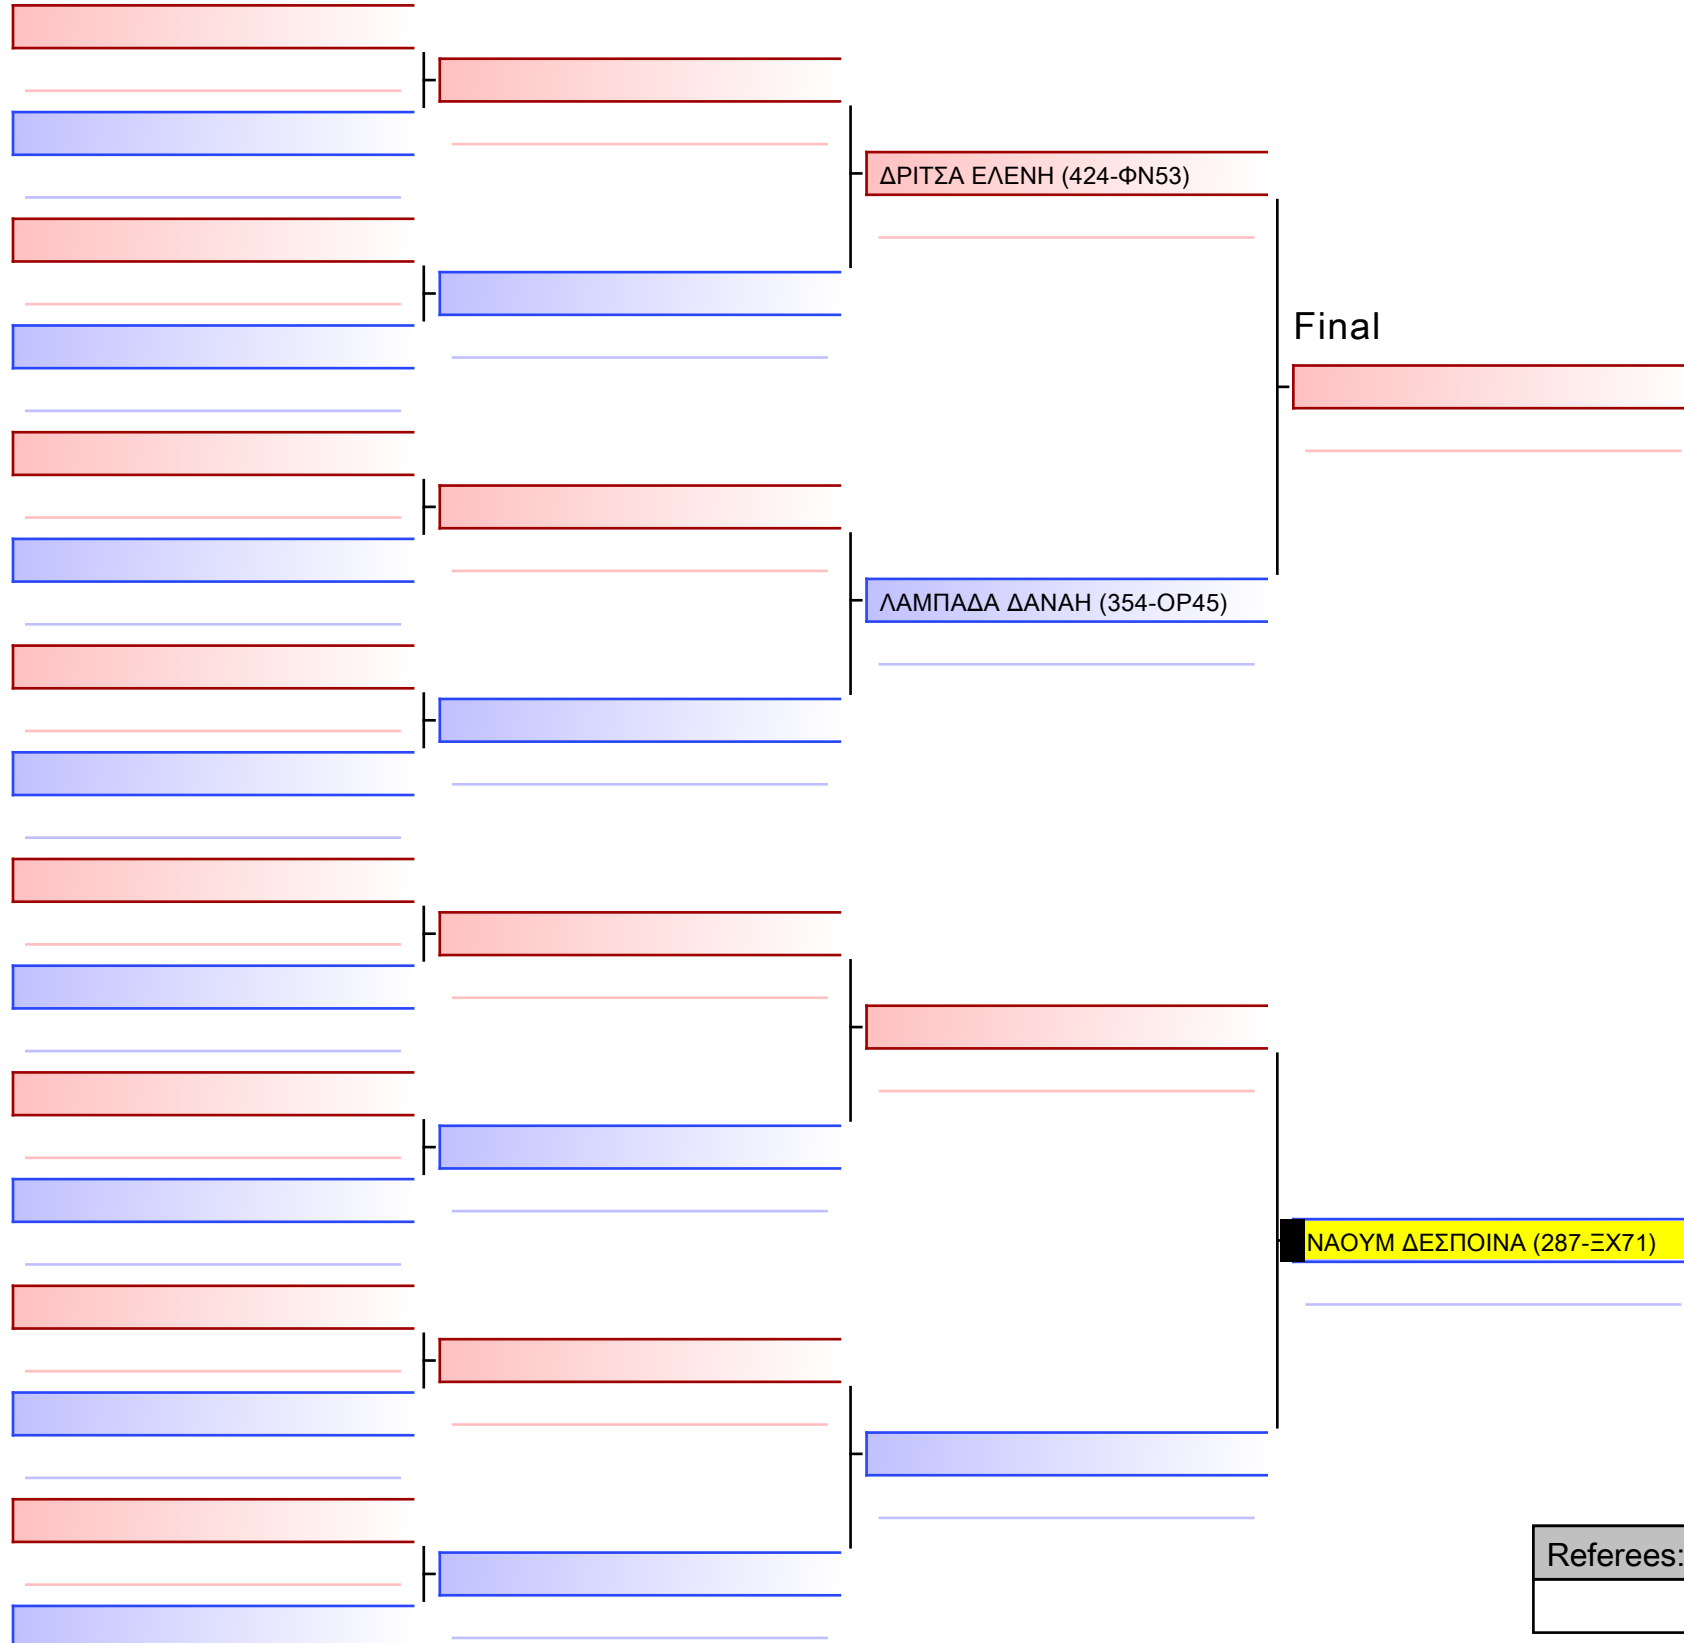 ΔΡΙΤΣΑ ΕΛΕΝΗ (424-ΦΝ53)
Final
ΛΑΜΠΑΔΑ ΔΑΝΑΗ (354-ΟΡ45)
ΝΑΟΥΜ ΔΕΣΠΟΙΝΑ (287-ΞΧ71)
Referees: